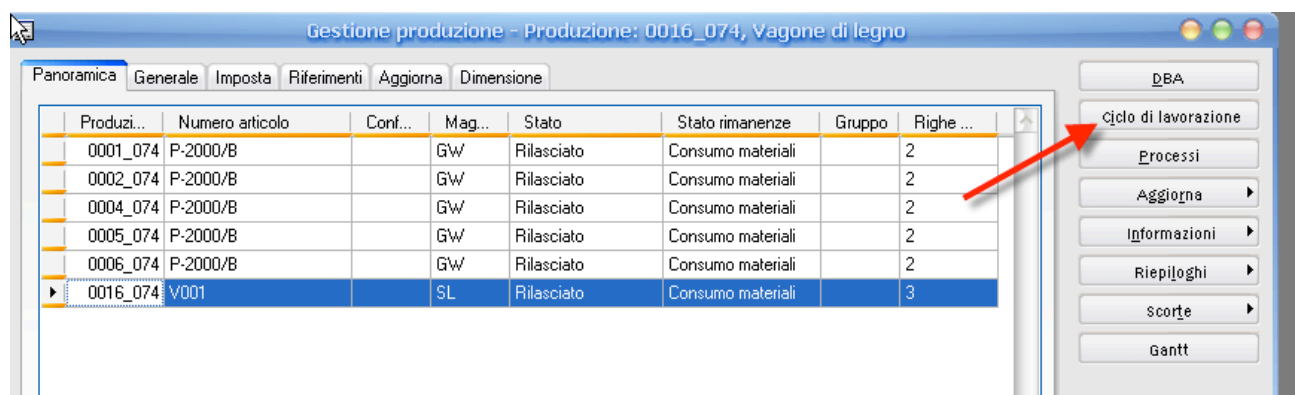 Gestione produzione - Produzione: 0016_074, Vagone di legno
Panoramica Generale Imposta Riferimenti Aggiorna Dimensione
Produzi... Numero articolo Conf... Mag... Stato Stato rimanenze Gruppo Righe ...
0001_074 P-2000/B GW Rilasciato Consumo materiali 2
0002_074 P-2000/B GW Rilasciato Consumo materiali 2
0004_074 P-2000/B GW Rilasciato Consumo materiali 2
0005_074 P-2000/B GW Rilasciato Consumo materiali 2
0006_074 P-2000/B GW Rilasciato Consumo materiali 2
0016_074 V001 SL Rilasciato Consumo materiali 3
DBA
Ciclo di lavorazione
Processi
Aggiorna
Informazioni
Riepiloghi
Scorte
Gantt